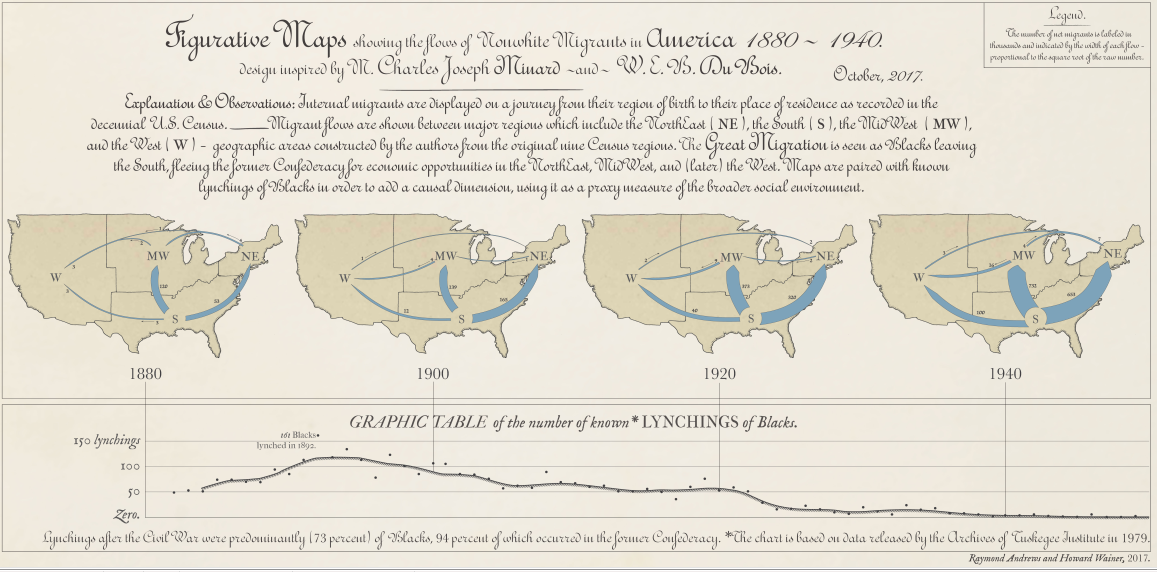 Figurative Maps showing the flows of Nonwhite Migrants in America 1880 ~ 1940.
design inspired by M. Charles Joseph Minard ~and~ W. E. B. Du Bois.
October, 2017.
Legend.
The number of net migrants is labeled in
thousands and indicated by the width of each flow -
proportional to the square root of the raw number.
Explanation & Observations: Internal migrants are displayed on a journey from their region of birth to their place of residence as recorded in the
decennial U.S. Census. ____Migrant flows are shown between major regions which include the NorthEast ( NE ), the South ( S ), the MidWest ( MW ),
and the West ( W ) - geographic areas constructed by the authors from the original nine Census regions. The Great Migration is seen as Blacks leaving
the South, fleeing the former Confederacy for economic opportunities in the NorthEast, MidWest, and (later) the West. Maps are paired with known
lynchings of Blacks in order to add a causal dimension, using it as a proxy measure of the broader social environment.
W MW NE S
3
3
53
W MW NE S
139
12
W MW NE S
40
W MW NE S
7
732
100
1880 1900 1920 1940
GRAPHIC TABLE of the number of known* LYNCHINGS of Blacks.
161 Blacks
lynched in 1892.
150 lynchings
100
50
Zero.
Lynchings after the Civil War were predominantly (73 percent) of Blacks, 94 percent of which occurred in the former Confederacy. *The chart is based on data released by the Archives of Tuskegee Institute in 1979.
Raymond Andrews and Howard Wainer, 2017.